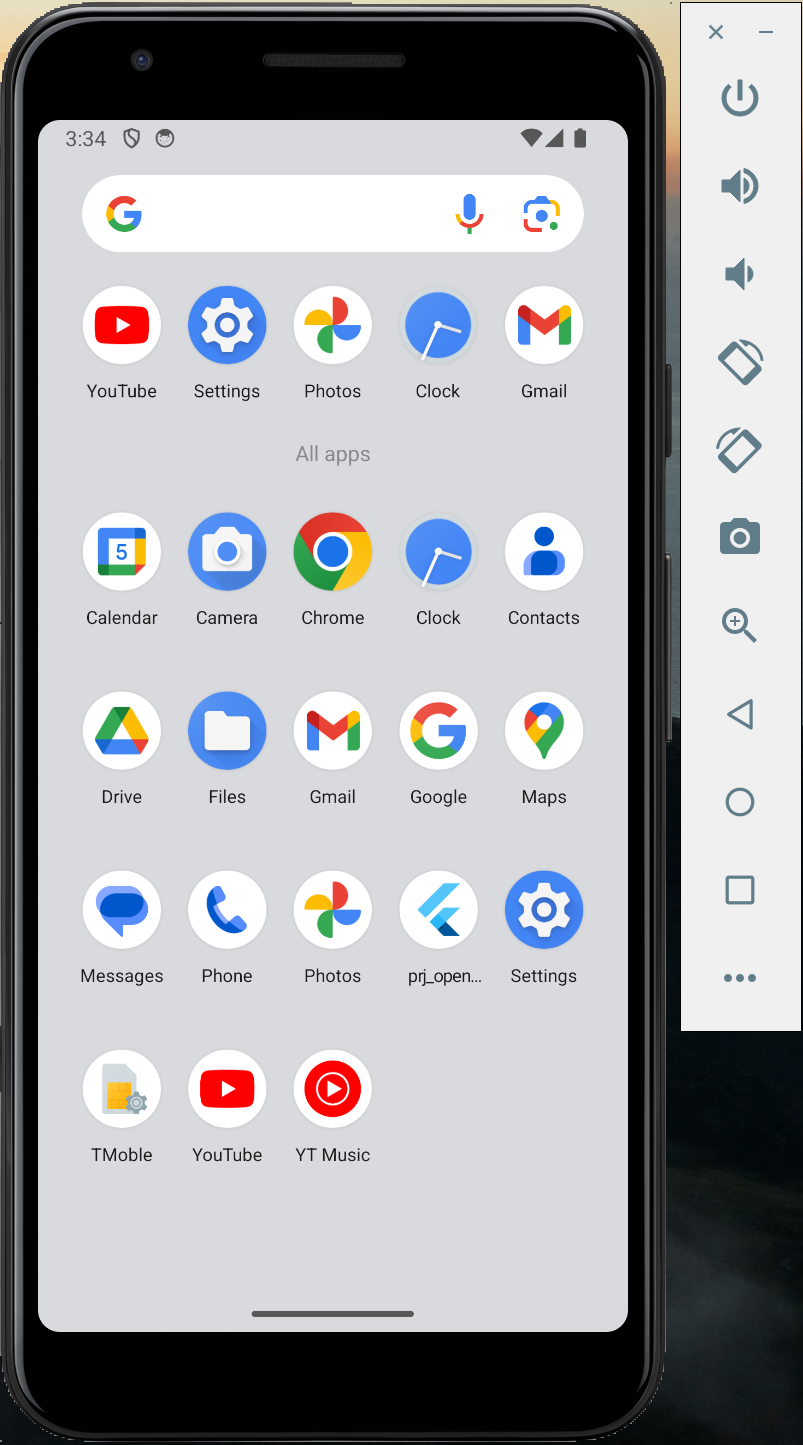 3:34
YouTube Settings Photos Clock Gmail
All apps
5
Calendar Camera Chrome Clock Contacts
Drive Files Gmail Google Maps
Messages Phone Photos prj_open... Settings
TMoble YouTube YT Music